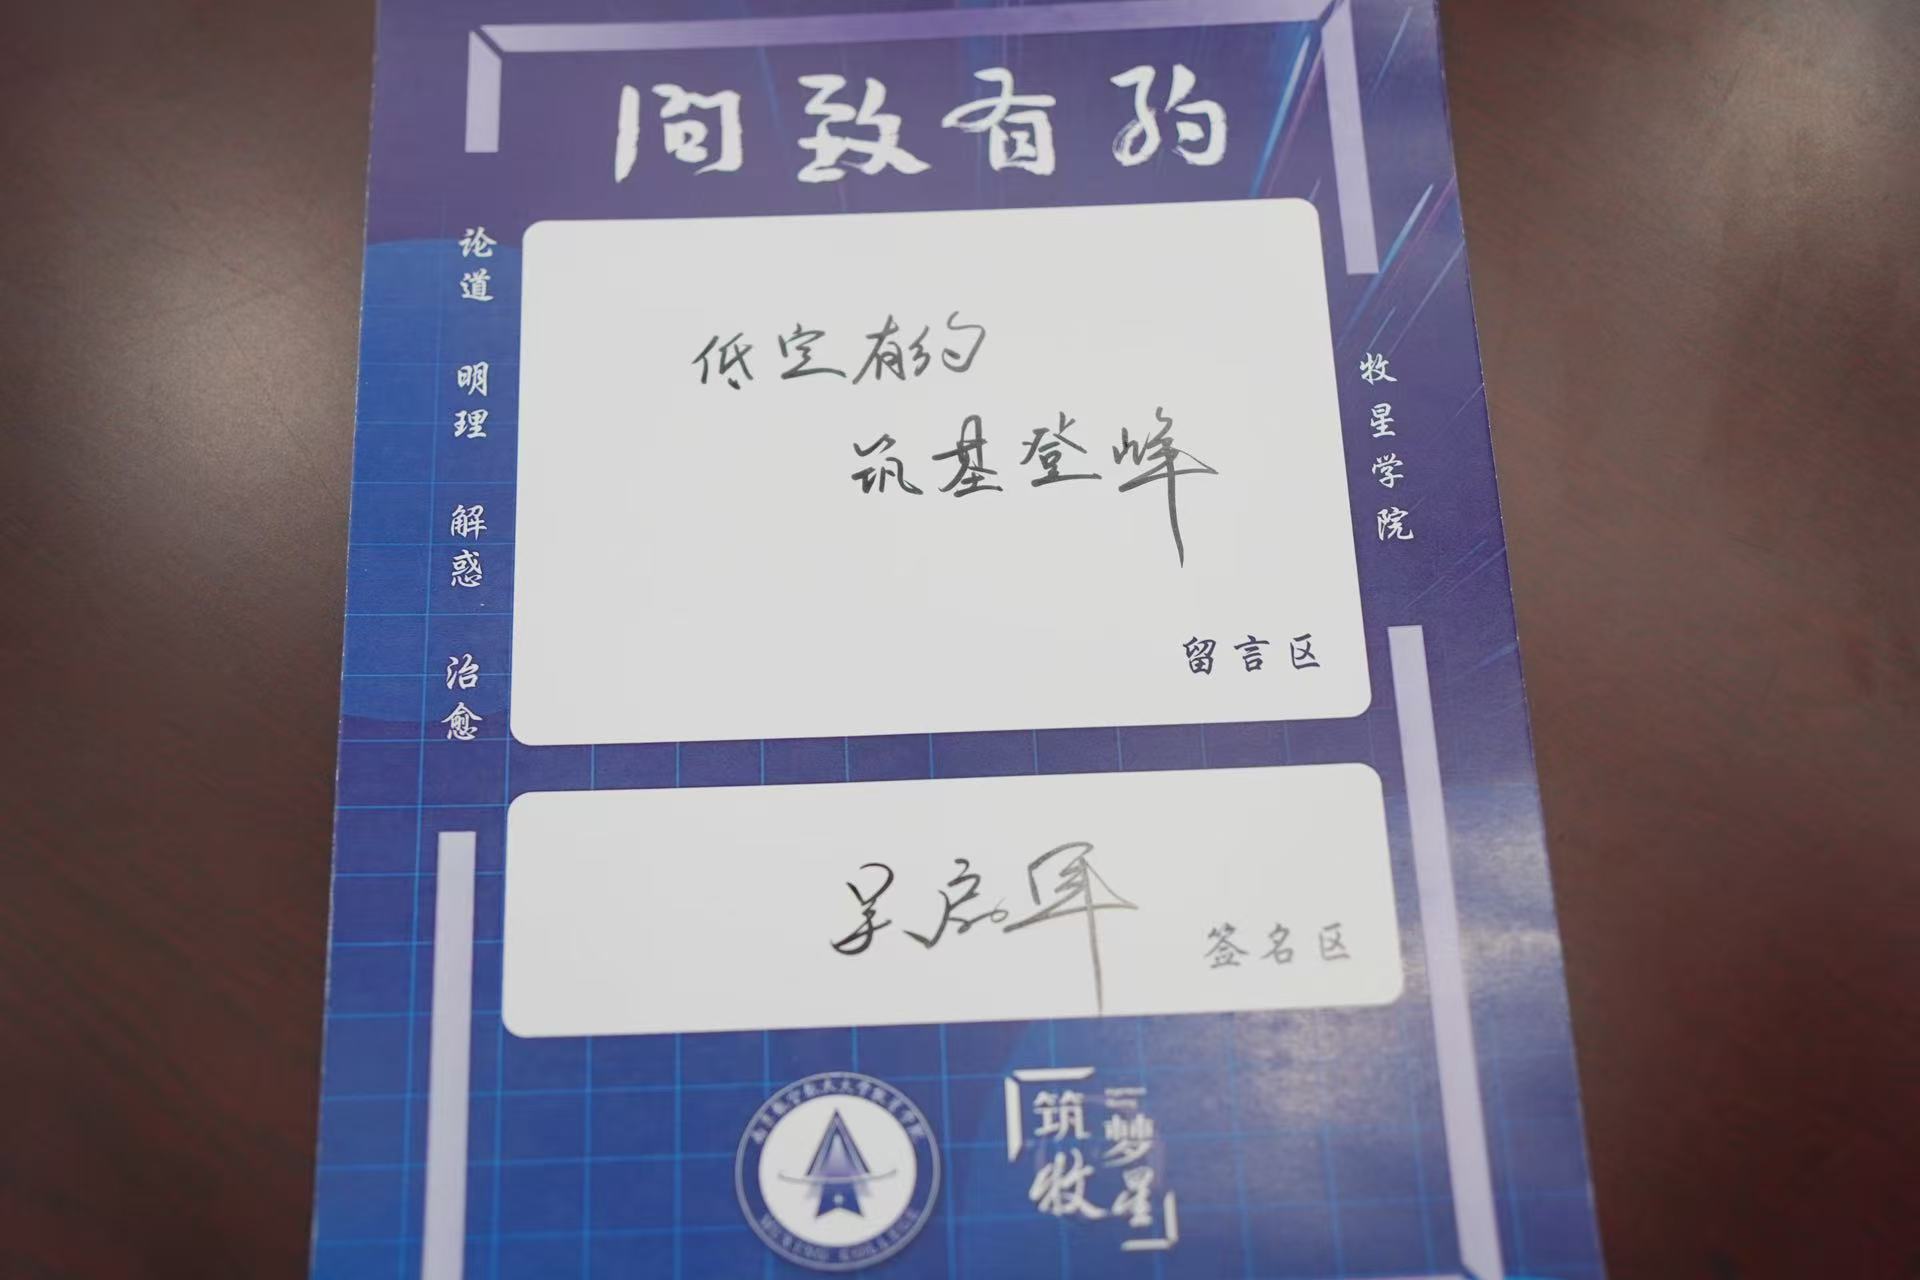 问致有约
论道 明理 解惑 治愈
低空有约
筑基登峰
留言区
牧星学院
签名区
筑梦
牧星